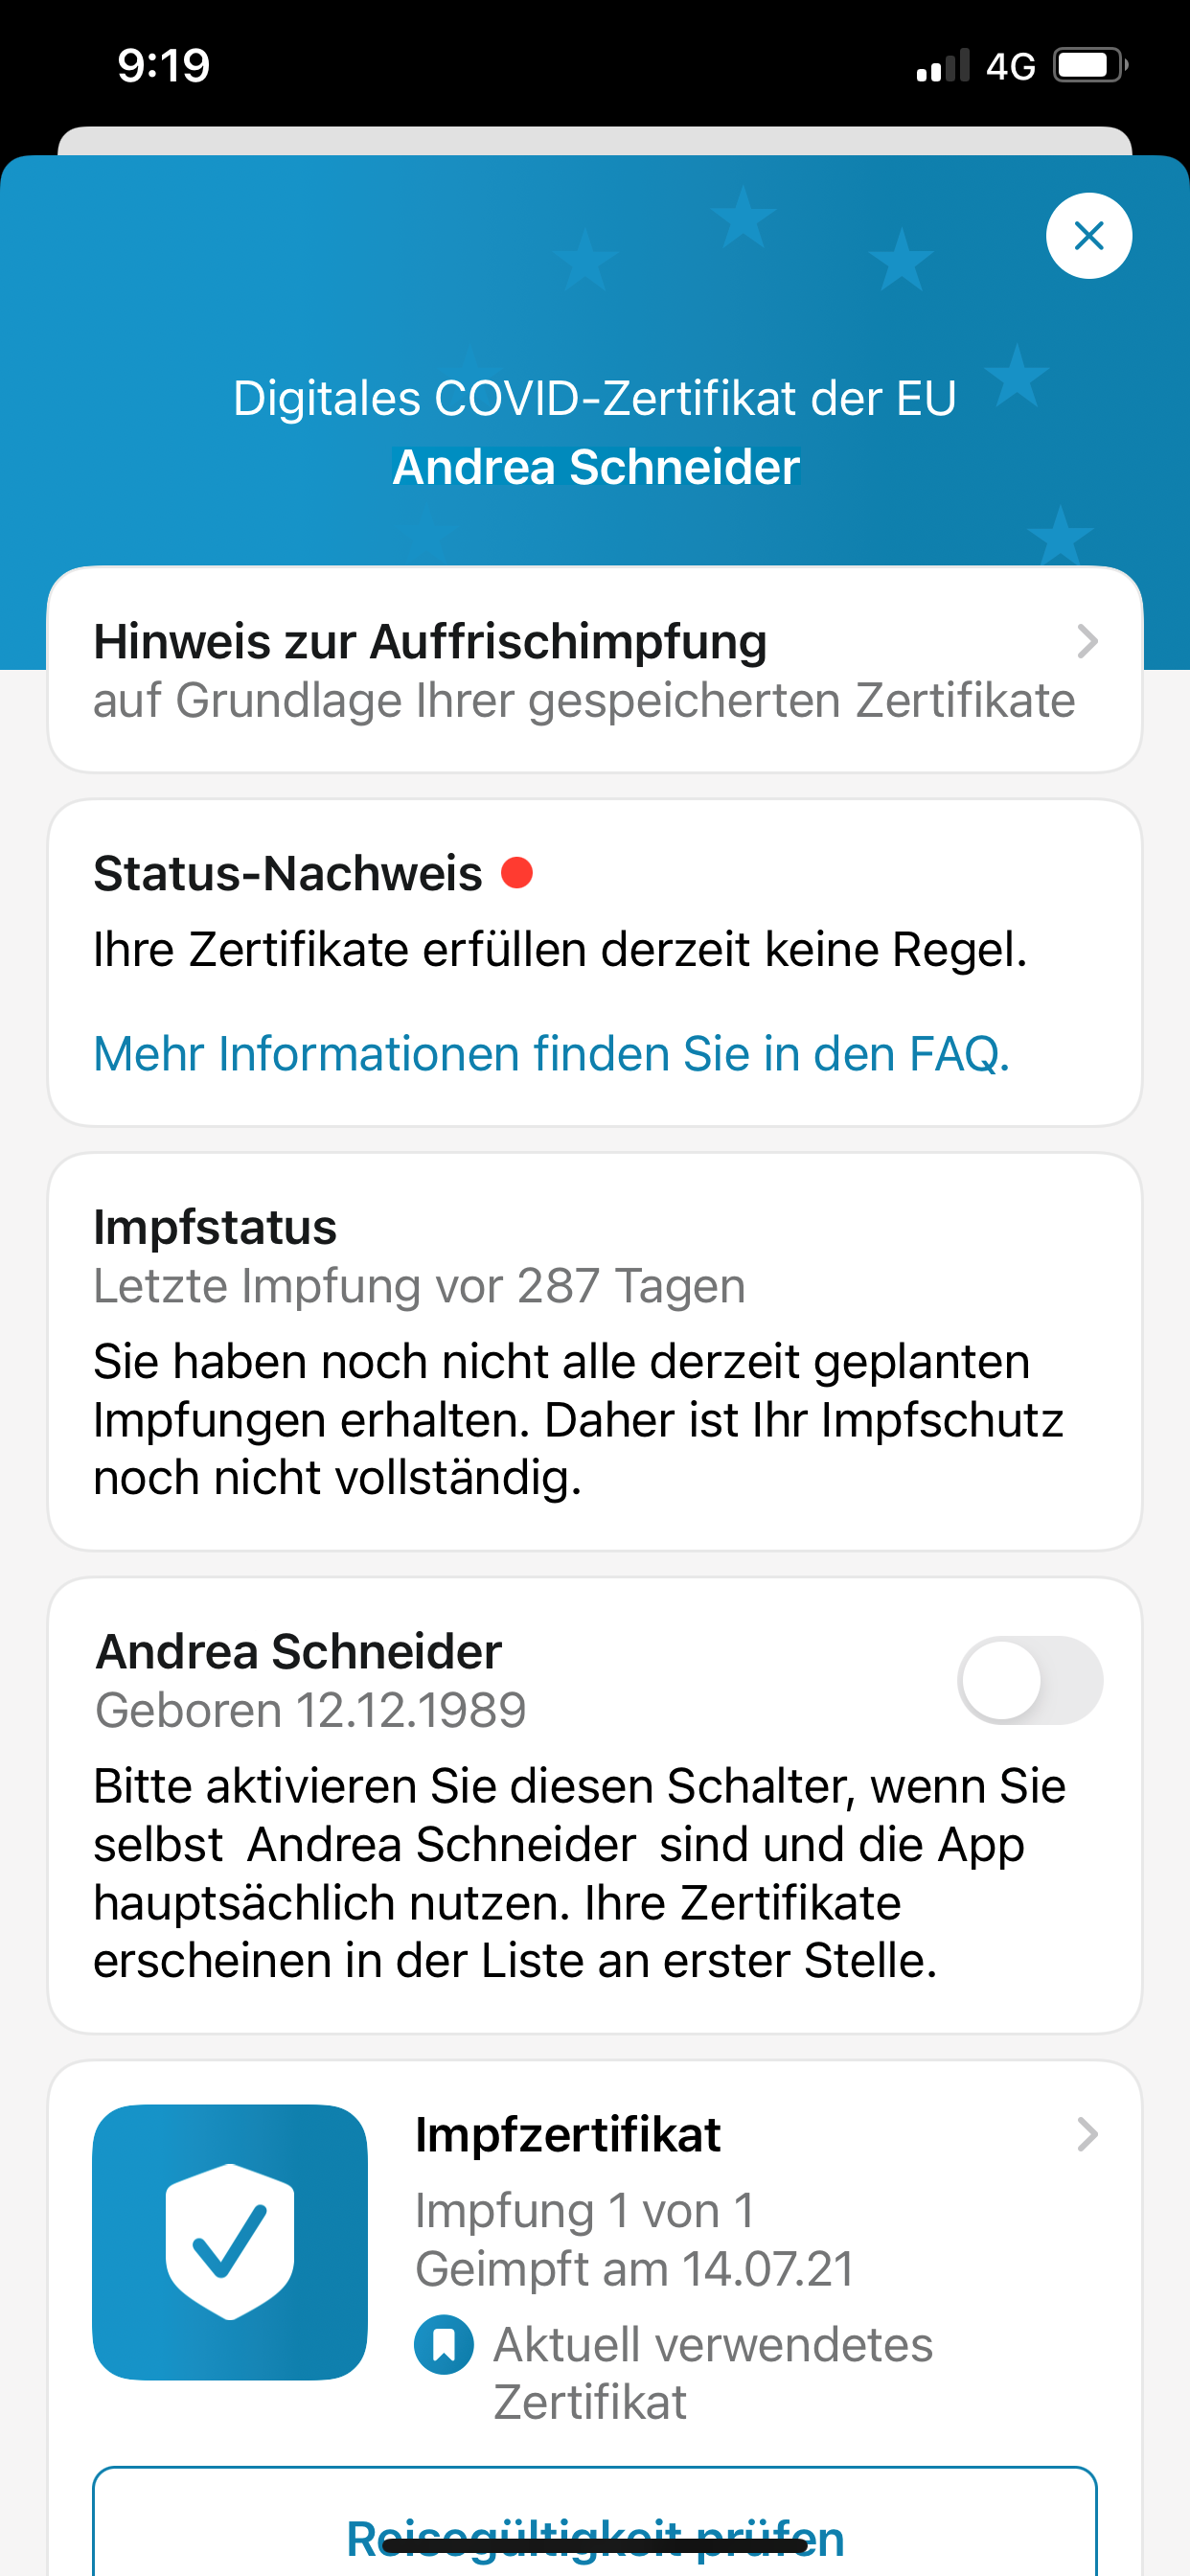 9:19
4G
Digitales COVID-Zertifikat der EU
Andrea Schneider
Hinweis zur Auffrischimpfung
auf Grundlage Ihrer gespeicherten Zertifikate
Status-Nachweis
Ihre Zertifikate erfüllen derzeit keine Regel.
Mehr Informationen finden Sie in den FAQ.
Impfstatus
Letzte Impfung vor 287 Tagen
Sie haben noch nicht alle derzeit geplanten
Impfungen erhalten. Daher ist Ihr Impfschutz
noch nicht vollständig.
Andrea Schneider
Geboren 12.12.1989
Bitte aktivieren Sie diesen Schalter, wenn Sie
selbst Andrea Schneider sind und die App
hauptsächlich nutzen. Ihre Zertifikate
erscheinen in der Liste an erster Stelle.
Impfzertifikat
Impfung 1 von 1
Geimpft am 14.07.21
Aktuell verwendetes
Zertifikat
Reisegültigkeit prüfen